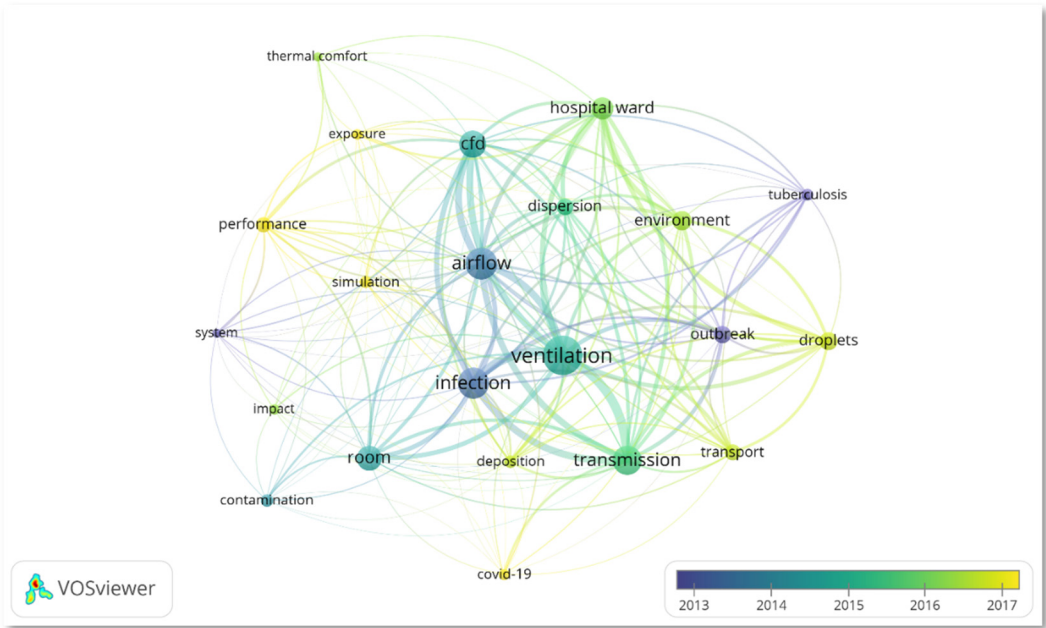 thermal comfort
hospital ward
exposure
cfd
tuberculosis
dispersion
environment
performance
airflow
simulation
system
outbreak
droplets
ventilation
infection
impact
room
deposition
transmission
transport
contamination
covid-19
VOSviewer
2013 2014 2015 2016 2017